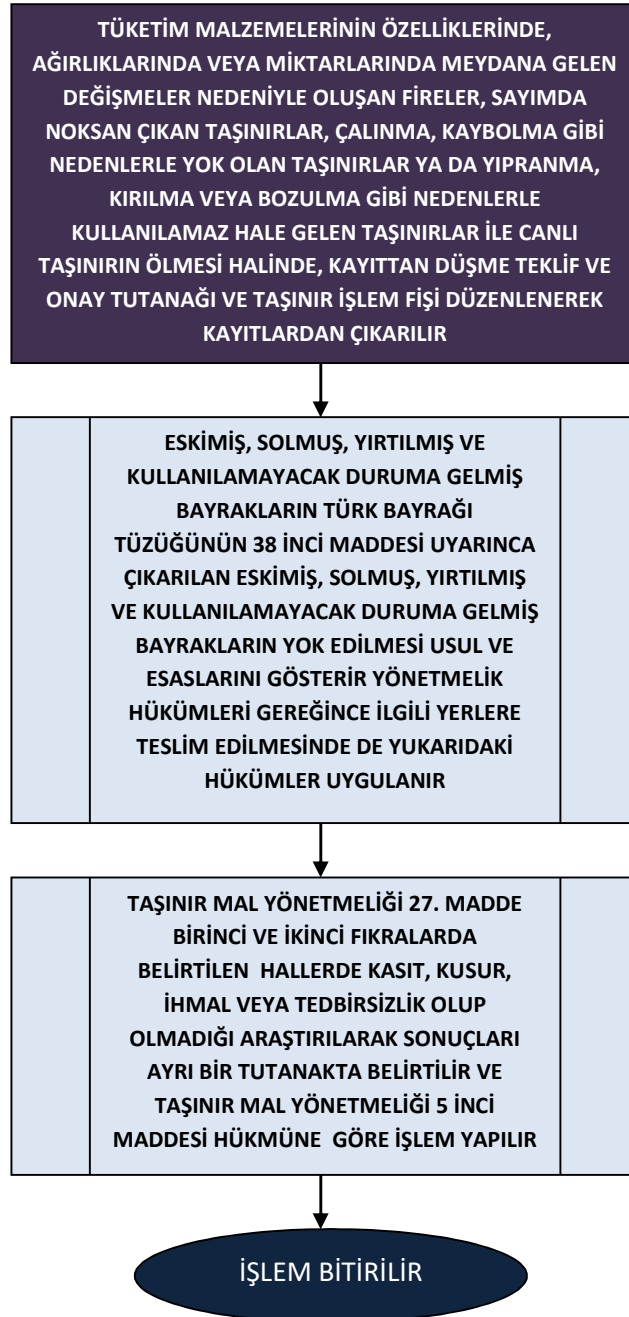 TÜKETİM MALZEMELERİNİN ÖZELLİKLERİNDE,
AĞIRLIKLARINDA VEYA MİKTARLARINDA MEYDANA GELEN
DEĞİŞMELER NEDENİYLE OLUŞAN FİRELER, SAYIMDA
NOKSAN ÇIKAN TAŞINIRLAR, ÇALINMA, KAYBOLMA GİBİ
NEDENLERLE YOK OLAN TAŞINIRLAR YA DA YIPRANMA,
KIRILMA VEYA BOZULMA GİBİ NEDENLERLE
KULLANILAMAZ HALE GELEN TAŞINIRLAR İLE CANLI
TAŞINIRIN ÖLMESİ HALİNDE, KAYITTAN DÜŞME TEKLİF VE
ONAY TUTANAĞI VE TAŞINIR İŞLEM FİŞİ DÜZENLENEREK
KAYITLARDAN ÇIKARILIR
ESKİMİŞ, SOLMUŞ, YIRTILMIŞ VE
KULLANILAMAYACAK DURUMA GELMİŞ
BAYRAKLARIN TÜRK BAYRAĞI
TÜZÜĞÜNÜN 38 İNCİ MADDESİ UYARINCA
ÇIKARILAN ESKİMİŞ, SOLMUŞ, YIRTILMIŞ
VE KULLANILAMAYACAK DURUMA GELMİŞ
BAYRAKLARIN YOK EDİLMESİ USUL VE
ESASLARINI GÖSTERİR YÖNETMELİK
HÜKÜMLERİ GEREĞİNCE İLGİLİ YERLERE
TESLİM EDİLMESİNDE DE YUKARIDAKİ
HÜKÜMLER UYGULANIR
TAŞINIR MAL YÖNETMELİĞİ 27. MADDE
BİRİNCİ VE İKİNCİ FIKRALARDA
BELİRTİLEN HALLERDE KASIT, KUSUR,
İHMAL VEYA TEDBİRSİZLİK OLUP
OLMADIĞI ARAŞTIRILARAK SONUÇLARI
AYRI BİR TUTANAKTA BELİRTİLİR VE
TAŞINIR MAL YÖNETMELİĞİ 5 İNCİ
MADDESİ HÜKMÜNE GÖRE İŞLEM YAPILIR
İŞLEM BİTİRİLİR